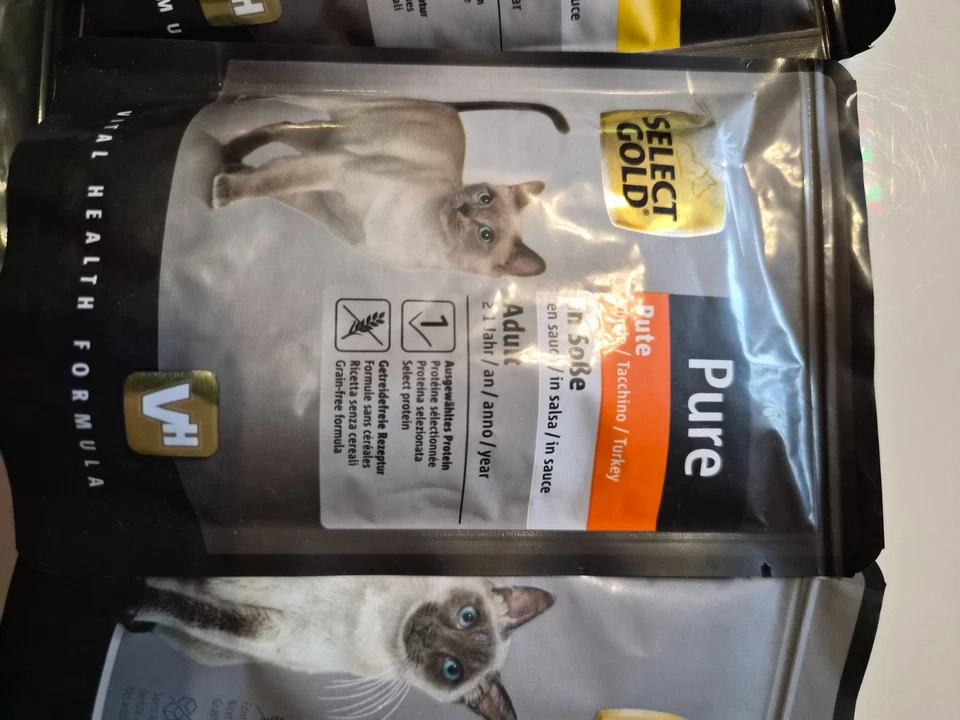 SELECT
GOLD®
Pure
Pute
/ Tacchino / Turkey
in Soße
en sauce / in salsa / in sauce
Adult
≥ 1 Jahr / an / anno / year
1
Ausgewähltes Protein
Protéine sélectionnée
Proteina selezionata
Select protein
Getreidefreie Rezeptur
Formule sans céréales
Ricetta senza cereali
Grain-free formula
VH
VITAL HEALTH FORMULA